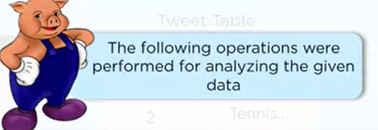 Tweet Table
The following operations were
performed for analyzing the given
data
2 Tennis...